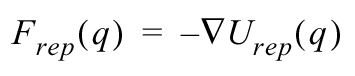 F_rep(q) = –∇U_rep(q)